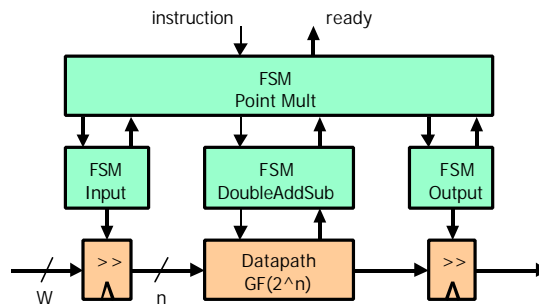 instruction ready
FSM
Point Mult
FSM
Input
FSM
DoubleAddSub
FSM
Output
>>
Datapath
GF(2^n)
>>
W
n